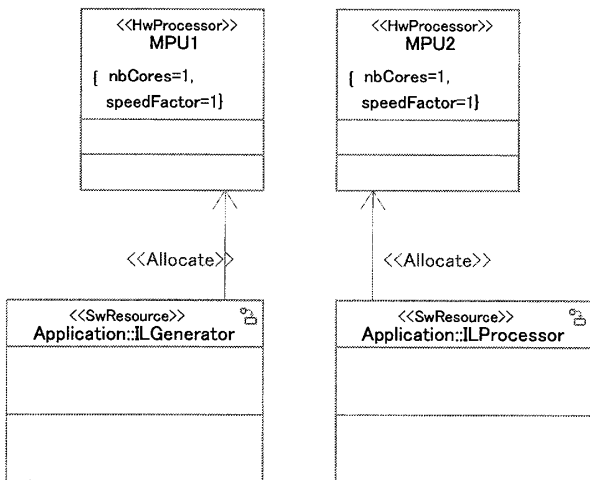 <<HwProcessor>>
MPU1
{ nbCores=1,
speedFactor=1}
<<HwProcessor>>
MPU2
{ nbCores=1,
speedFactor=1}
<<Allocate>>
<<Allocate>>
<<SwResource>>
Application::ILGenerator
<<SwResource>>
Application::ILProcessor